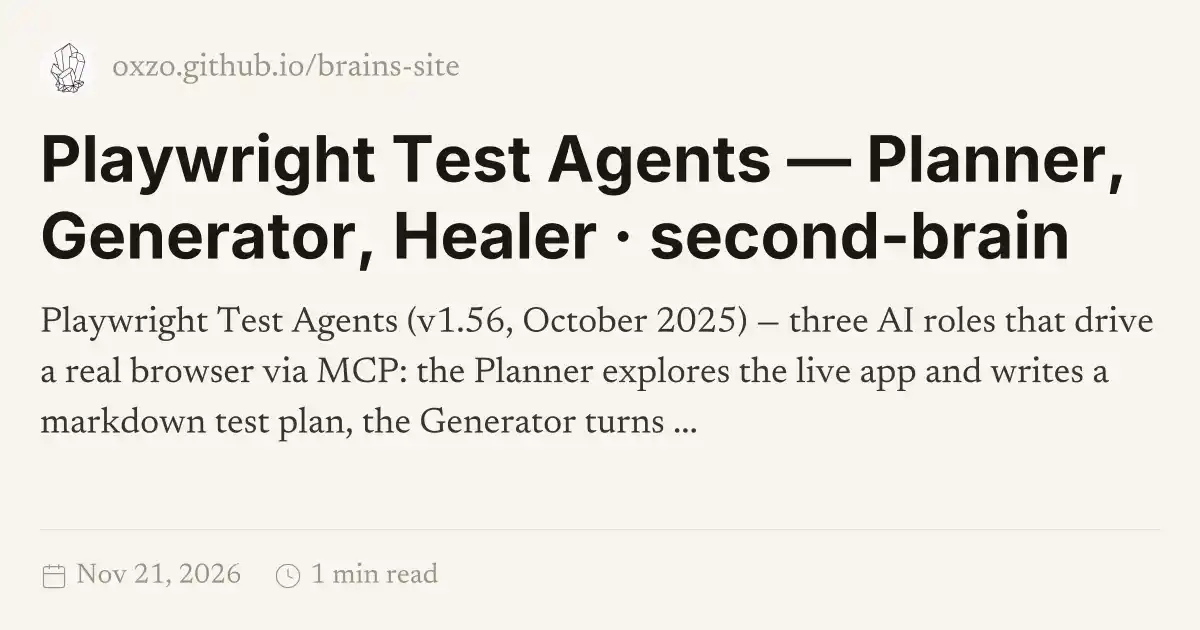 oxzo.github.io/brains-site
Playwright Test Agents — Planner,
Generator, Healer · second-brain
Playwright Test Agents (v1.56, October 2025) – three AI roles that drive
a real browser via MCP: the Planner explores the live app and writes a
markdown test plan, the Generator turns ...
Nov 21, 2026 1 min read